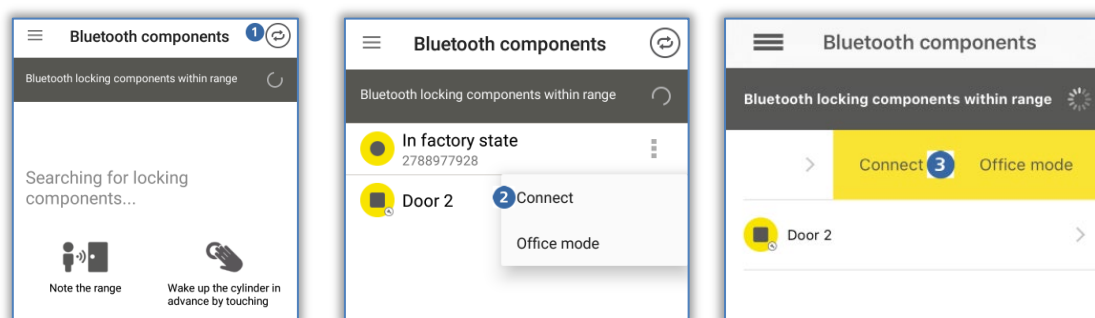 Bluetooth components 1
Bluetooth locking components within range
Searching for locking
components...
Note the range
Wake up the cylinder in
advance by touching
Bluetooth components
Bluetooth locking components within range
In factory state
2788977928
Door 2
2 Connect
Office mode
Bluetooth components
Bluetooth locking components within range
Connect 3 Office mode
Door 2